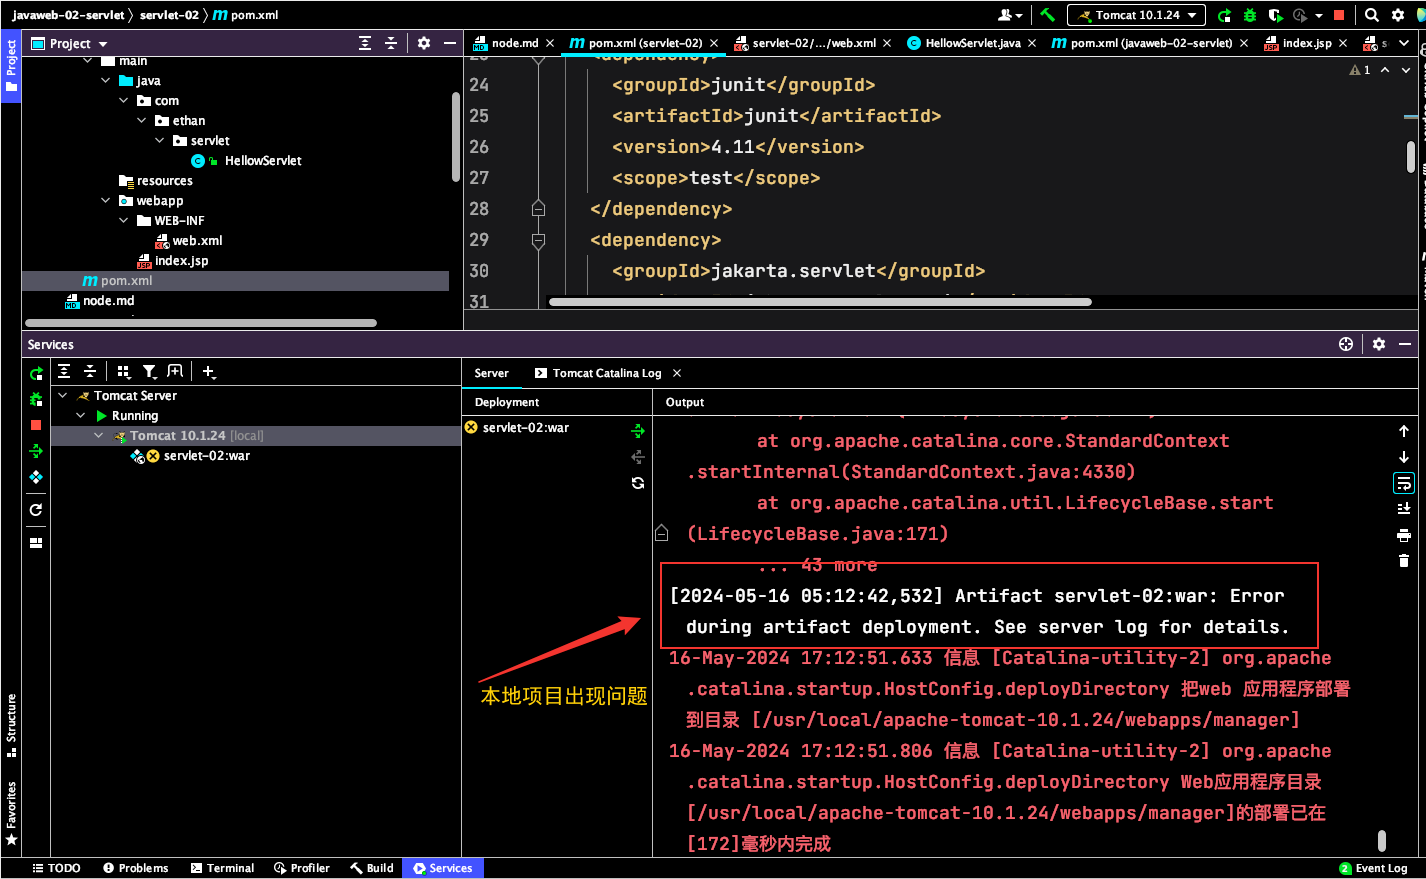 javaweb-02-servlet
servlet-02
pom.xml
Tomcat 10.1.24
Project
Project
node.md
pom.xml (servlet-02)
servlet-02/.../web.xml
HellowServlet.java
pom.xml (javaweb-02-servlet)
index.jsp
main
java
com
ethan
servlet
HellowServlet
resources
webapp
WEB-INF
web.xml
index.jsp
pom.xml
node.md
1
24 <groupId>junit</groupId>
25 <artifactId>junit</artifactId>
26 <version>4.11</version>
27 <scope>test</scope>
28 </dependency>
29 <dependency>
30 <groupId>jakarta.servlet</groupId>
31
Services
Tomcat Server
Running
Tomcat 10.1.24 [local]
servlet-02:war
Server
Tomcat Catalina Log
Deployment
Output
servlet-02:war
at org.apache.catalina.core.StandardContext
.startInternal(StandardContext.java:4330)
at org.apache.catalina.util.LifecycleBase.start
(LifecycleBase.java:171)
... 43 more
[2024-05-16 05:12:42,532] Artifact servlet-02:war: Error
during artifact deployment. See server log for details.
本地项目出现问题
16-May-2024 17:12:51.633 信息 [Catalina-utility-2] org.apache
.catalina.startup.HostConfig.deployDirectory 把web 应用程序部署
到目录 [/usr/local/apache-tomcat-10.1.24/webapps/manager]
16-May-2024 17:12:51.806 信息 [Catalina-utility-2] org.apache
.catalina.startup.HostConfig.deployDirectory Web应用程序目录
[/usr/local/apache-tomcat-10.1.24/webapps/manager]的部署已在
[172]毫秒内完成
Structure
Favorites
TODO
Problems
Terminal
Profiler
Build
Services
2 Event Log